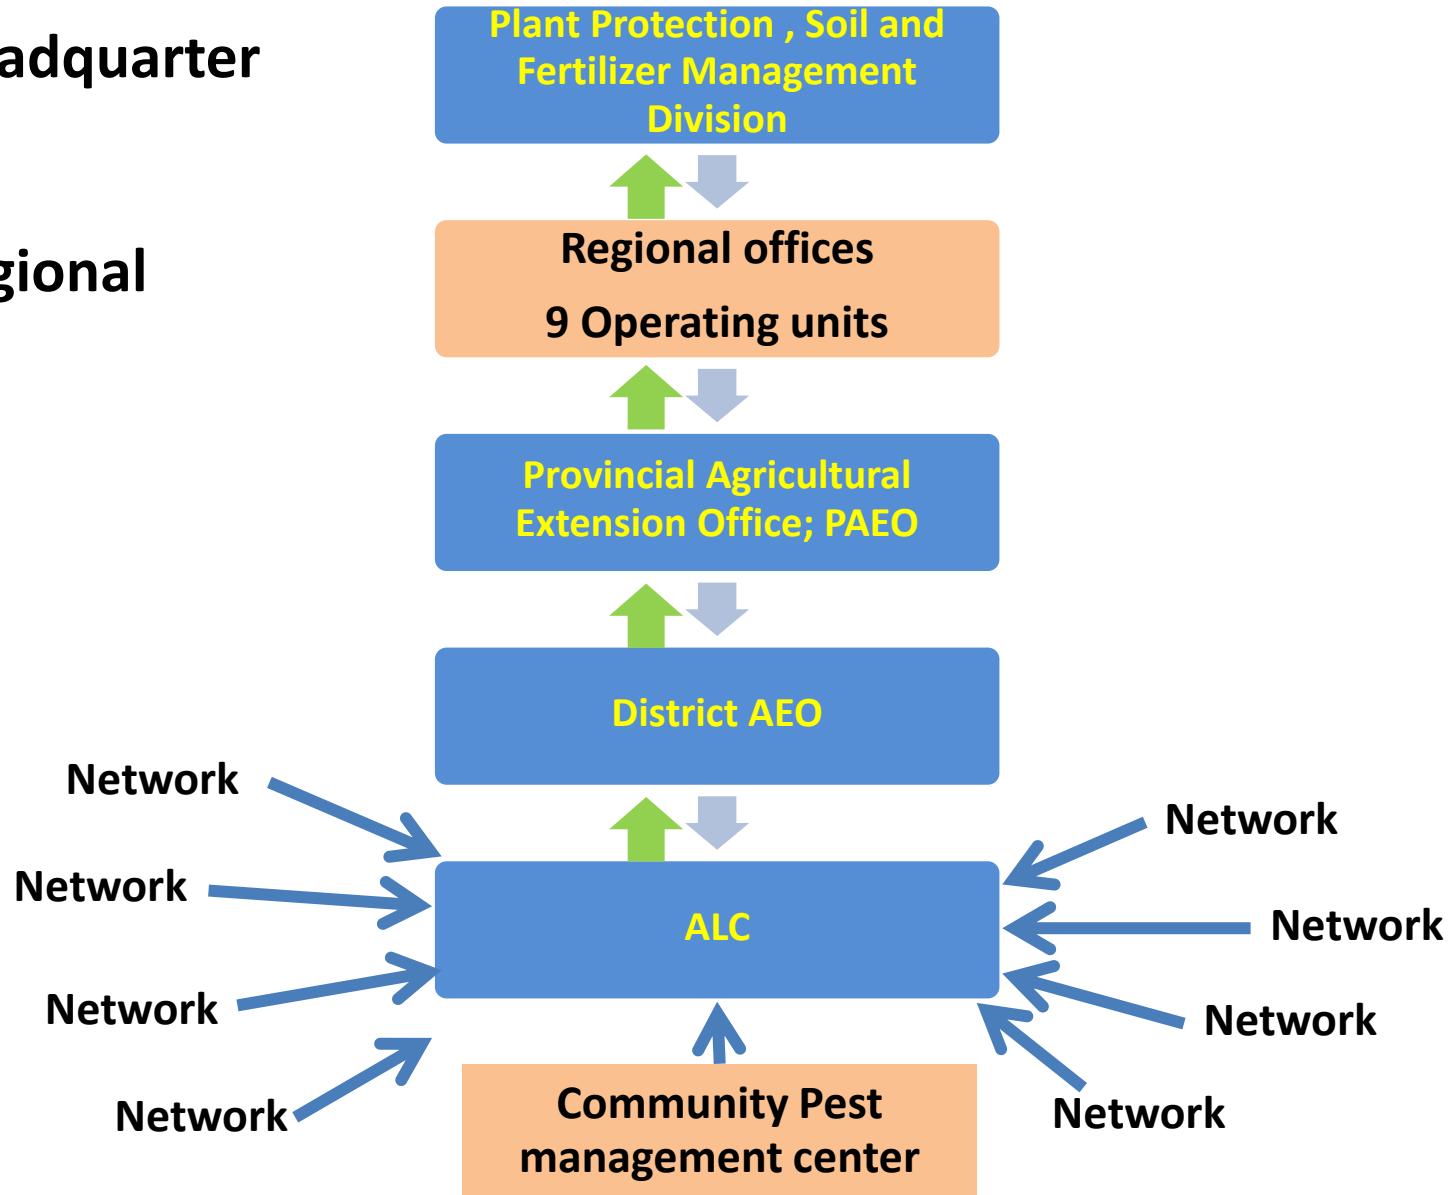 adquarter
Plant Protection , Soil and
Fertilizer Management
Division
gional
Regional offices
9 Operating units
Provincial Agricultural
Extension Office; PAEO
District AEO
Network
Network
Network
Network
ALC
Network
Network
Network
Network
Community Pest
management center